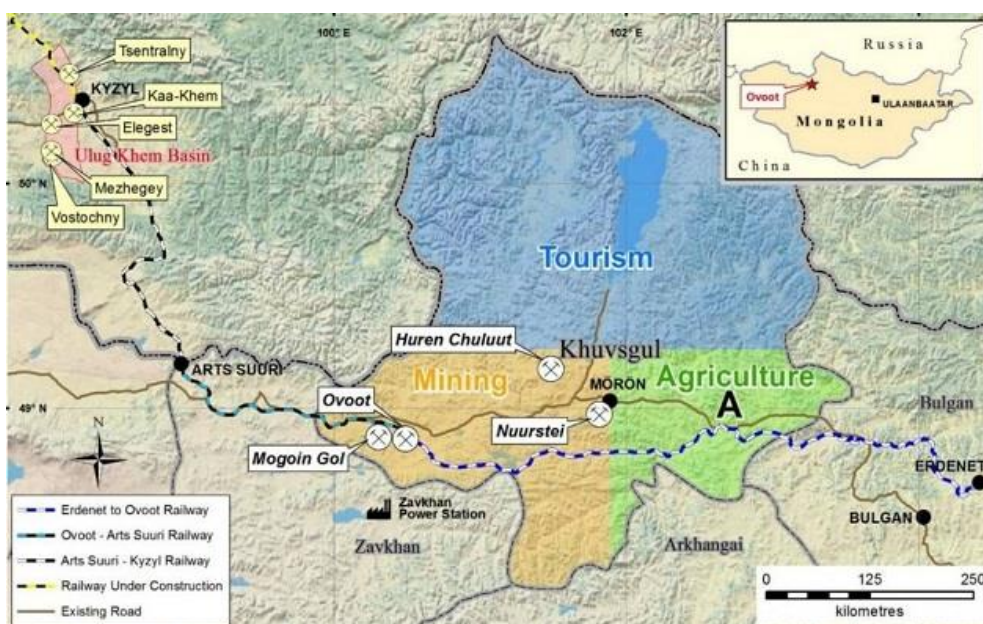 100° E
102° E
Tsentralny
KYZYL
Kaa-Khem
Elegest
Ulug Khem Basin
50° N
Mezhegey
Vostochny
Russia
Ovoot
ULAANBAATAR
Mongolia
China
Tourism
Huren Chuluut
Khuvsgul
ARTS SUURI
Mining
MÖRÖN
Agriculture
A
Ovoot
49° N
Nuurstei
Bulgan
Mogoin Gol
N
ERDENET
Zavkhan
Power Station
BULGAN
Zavkhan
Arkhangai
Erdenet to Ovoot Railway
Ovoot - Arts Suuri Railway
Arts Suuri - Kyzyl Railway
Railway Under Construction
Existing Road
0 125 250
kilometres